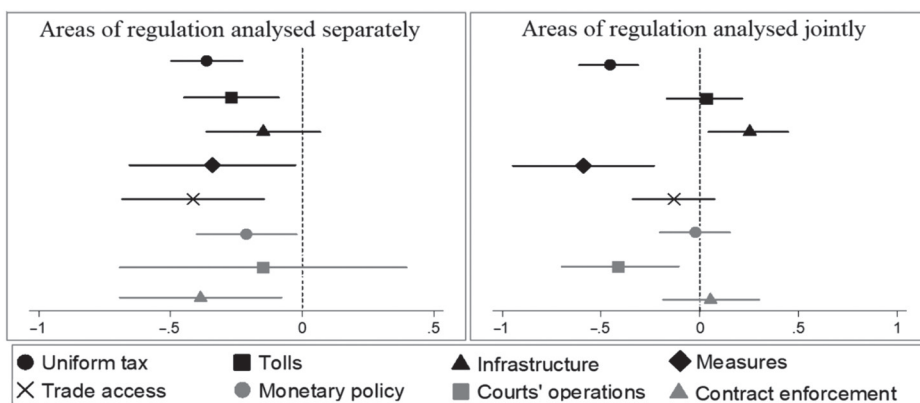 Areas of regulation analysed separately
Areas of regulation analysed jointly
−1 −.5 0 .5
−1 −.5 0 .5 1
Uniform tax Tolls Infrastructure Measures
Trade access Monetary policy Courts' operations Contract enforcement